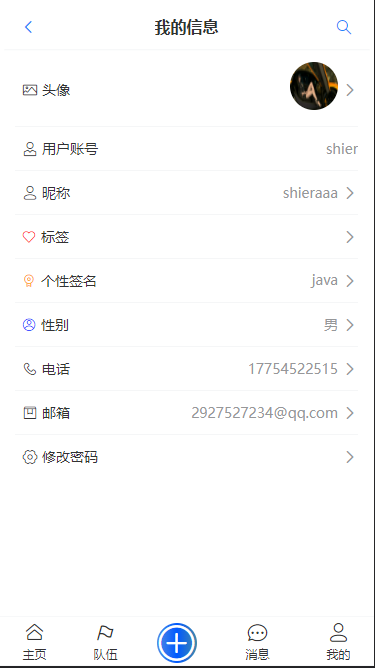 我的信息
头像
用户账号 shier
昵称 shieraaa
标签
个性签名 java
性别 男
电话 17754522515
邮箱 2927527234@qq.com
修改密码
主页 队伍 消息 我的